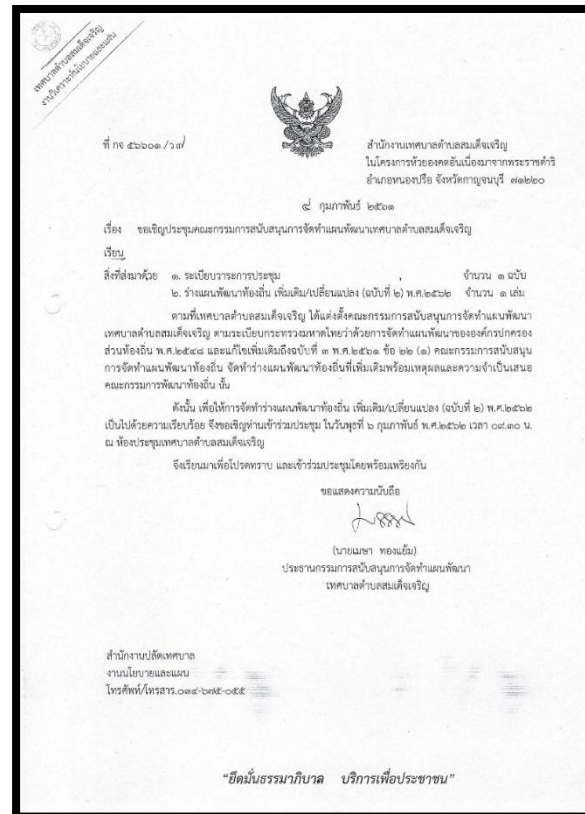 เทศบาลตำบลสมเด็จเจริญ
งานวิเคราะห์นโยบายและแผน
ที่ กจ ๕๖๖๐๑ /
สำนักงานเทศบาลตำบลสมเด็จเจริญ
ในโครงการห้วยองคตอันเนื่องมาจากพระราชดำริ
อำเภอหนองปรือ จังหวัดกาญจนบุรี ๗๑๒๒๐
๔ กุมภาพันธ์ ๒๕๖๑
เรื่อง ขอเชิญประชุมคณะกรรมการสนับสนุนการจัดทำแผนพัฒนาเทศบาลตำบลสมเด็จเจริญ
เรียน
สิ่งที่ส่งมาด้วย ๑. ระเบียบวาระการประชุม จำนวน ๑ ฉบับ
๒. ร่างแผนพัฒนาท้องถิ่น เพิ่มเติม/เปลี่ยนแปลง (ฉบับที่ ๒) พ.ศ.๒๕๖๒ จำนวน ๑ เล่ม
ตามที่เทศบาลตำบลสมเด็จเจริญ ได้แต่งตั้งคณะกรรมการสนับสนุนการจัดทำแผนพัฒนา
เทศบาลตำบลสมเด็จเจริญ ตามระเบียบกระทรวงมหาดไทยว่าด้วยการจัดทำแผนพัฒนาขององค์กรปกครอง
ส่วนท้องถิ่น พ.ศ.๒๕๔๘ และแก้ไขเพิ่มเติมถึงฉบับที่ ๓ พ.ศ.๒๕๖๑ ข้อ ๒๒ (๑) คณะกรรมการสนับสนุน
การจัดทำแผนพัฒนาท้องถิ่น จัดทำร่างแผนพัฒนาท้องถิ่นที่เพิ่มเติมพร้อมเหตุผลและความจำเป็นเสนอ
คณะกรรมการพัฒนาท้องถิ่น นั้น
ดังนั้น เพื่อให้การจัดทำร่างแผนพัฒนาท้องถิ่น เพิ่มเติม/เปลี่ยนแปลง (ฉบับที่ ๒) พ.ศ.๒๕๖๒
เป็นไปด้วยความเรียบร้อย จึงขอเชิญท่านเข้าร่วมประชุม ในวันพุธที่ ๖ กุมภาพันธ์ พ.ศ.๒๕๖๒ เวลา ๐๙.๓๐ น.
ณ ห้องประชุมเทศบาลตำบลสมเด็จเจริญ
จึงเรียนมาเพื่อโปรดทราบ และเข้าร่วมประชุมโดยพร้อมเพรียงกัน
ขอแสดงความนับถือ
(นายเมษา ทองแย้ม)
ประธานกรรมการสนับสนุนการจัดทำแผนพัฒนา
เทศบาลตำบลสมเด็จเจริญ
สำนักงานปลัดเทศบาล
งานนโยบายและแผน
โทรศัพท์/โทรสาร.๐๓๔-๖๗๕-๐๕๕
"ยึดมั่นธรรมาภิบาล บริการเพื่อประชาชน"